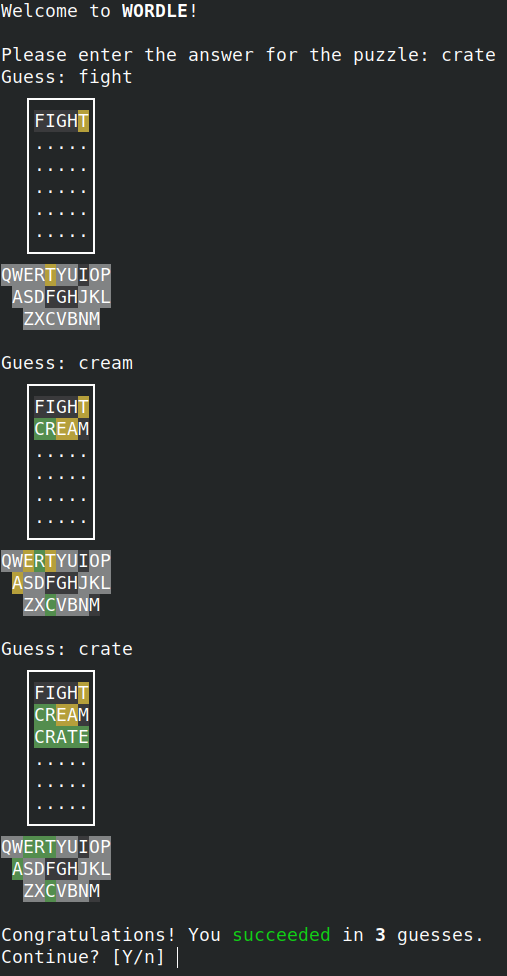 Welcome to WORDLE!
Please enter the answer for the puzzle: crate
Guess: fight
FIGHT
.....
.....
.....
.....
.....
QWERTYUIOP
ASDFGHJKL
ZXCVBNM
Guess: cream
FIGHT
CREAM
.....
.....
.....
.....
QWERTYUIOP
ASDFGHJKL
ZXCVBNM
Guess: crate
FIGHT
CREAM
CRATE
.....
.....
.....
QWERTYUIOP
ASDFGHJKL
ZXCVBNM
Congratulations! You succeeded in 3 guesses.
Continue? [Y/n]